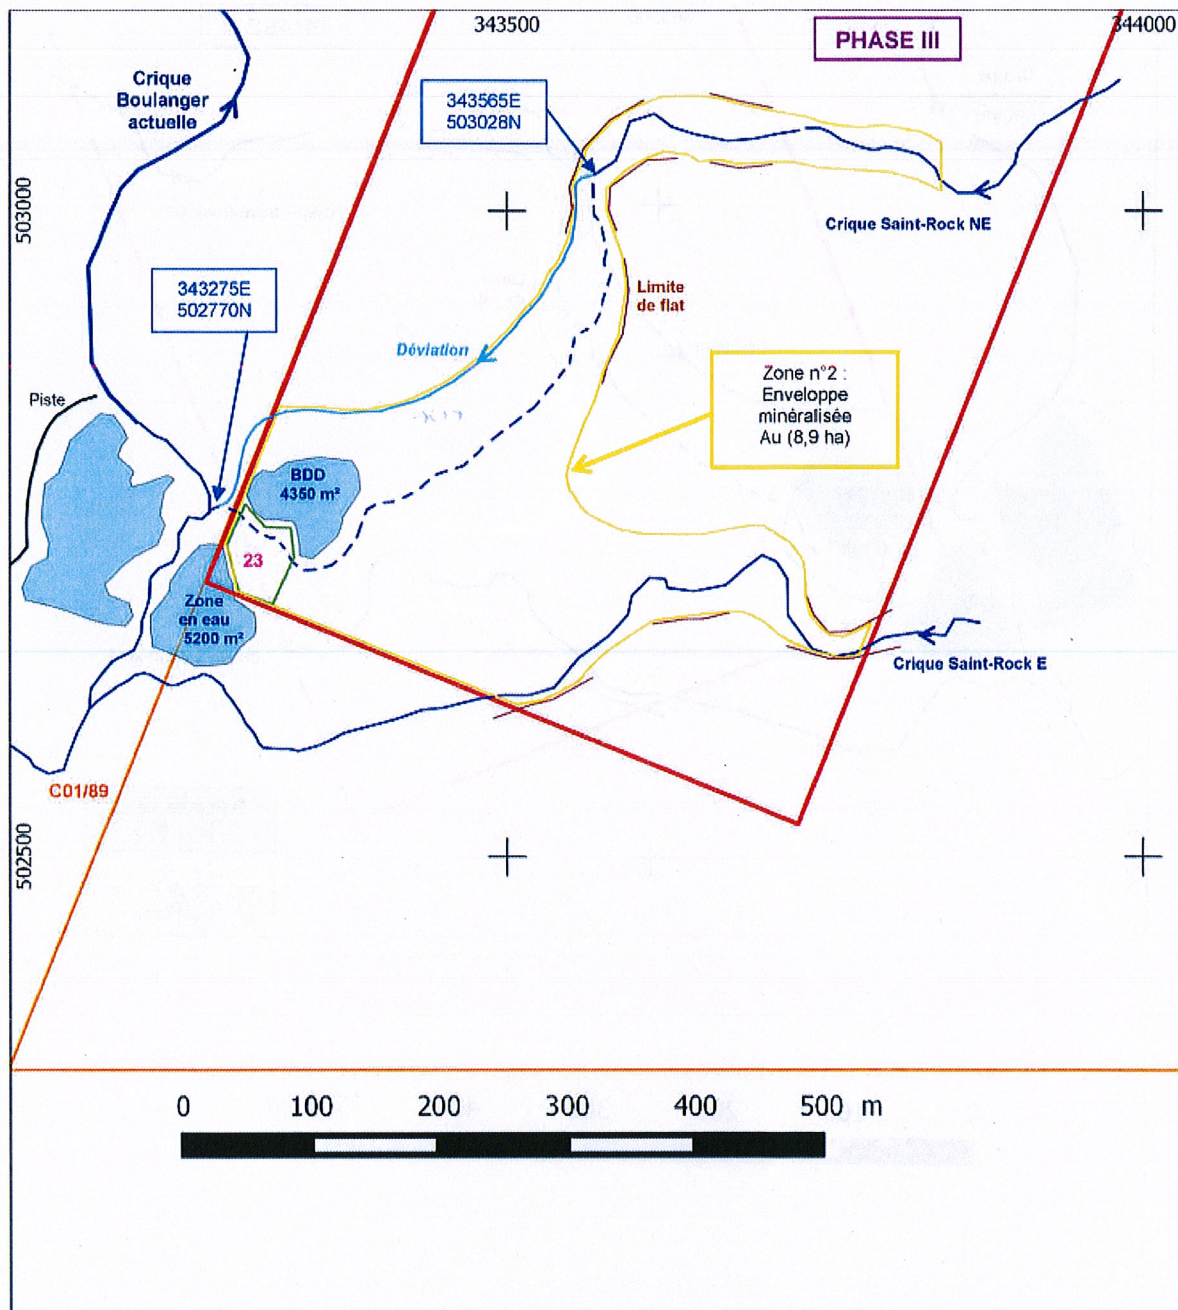 343500
344000
PHASE III
Crique
Boulanger
actuelle
343565E
503028N
503000
Crique Saint-Rock NE
343275E
502770N
Limite
de flat
Déviation
Zone n°2 :
Enveloppe
minéralisée
Au (8,9 ha)
Piste
BDD
4350 m²
23
Zone
en eau
5200 m²
Crique Saint-Rock E
C01/89
502500
0 100 200 300 400 500 m